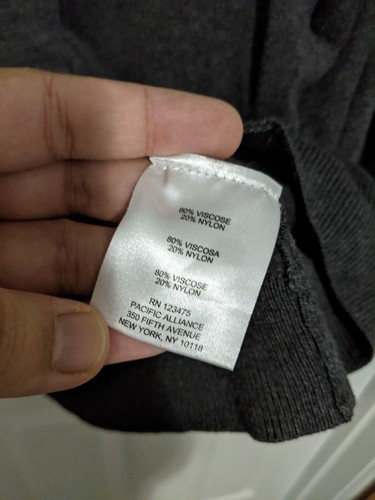 80% VISCOSE
20% NYLON
80% VISCOSA
20% NYLON
80% VISCOSE
20% NYLON
RN 123475
PACIFIC ALLIANCE
350 FIFTH AVENUE
NEW YORK, NY 10118